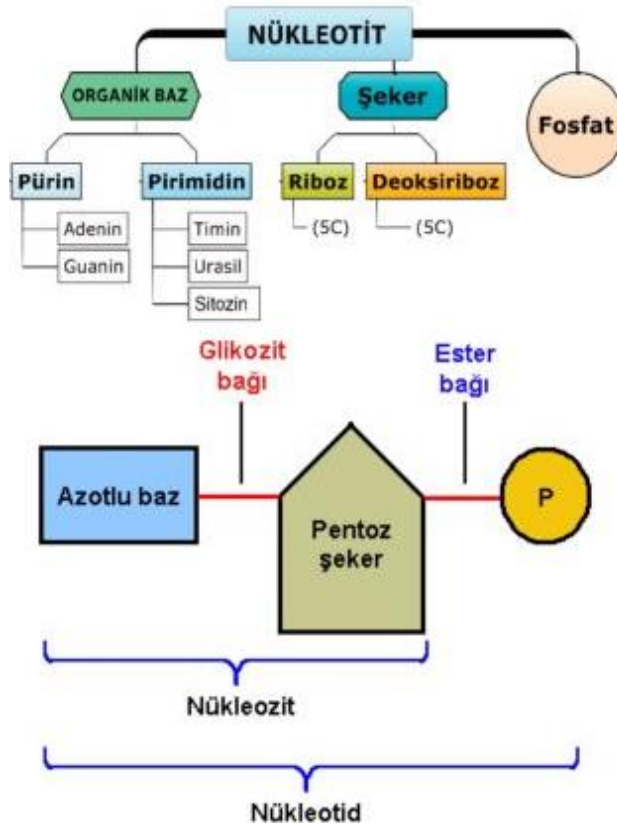 NÜKLEOTİT
ORGANİK BAZ
Şeker
Fosfat
Pürin
Pirimidin
Riboz
Deoksiriboz
Adenin
Guanin
Timin
Urasil
Sitozin
(5C)
(5C)
Glikozit
bağı
Ester
bağı
Azotlu baz
Pentoz
şeker
P
Nükleozit
Nükleotid